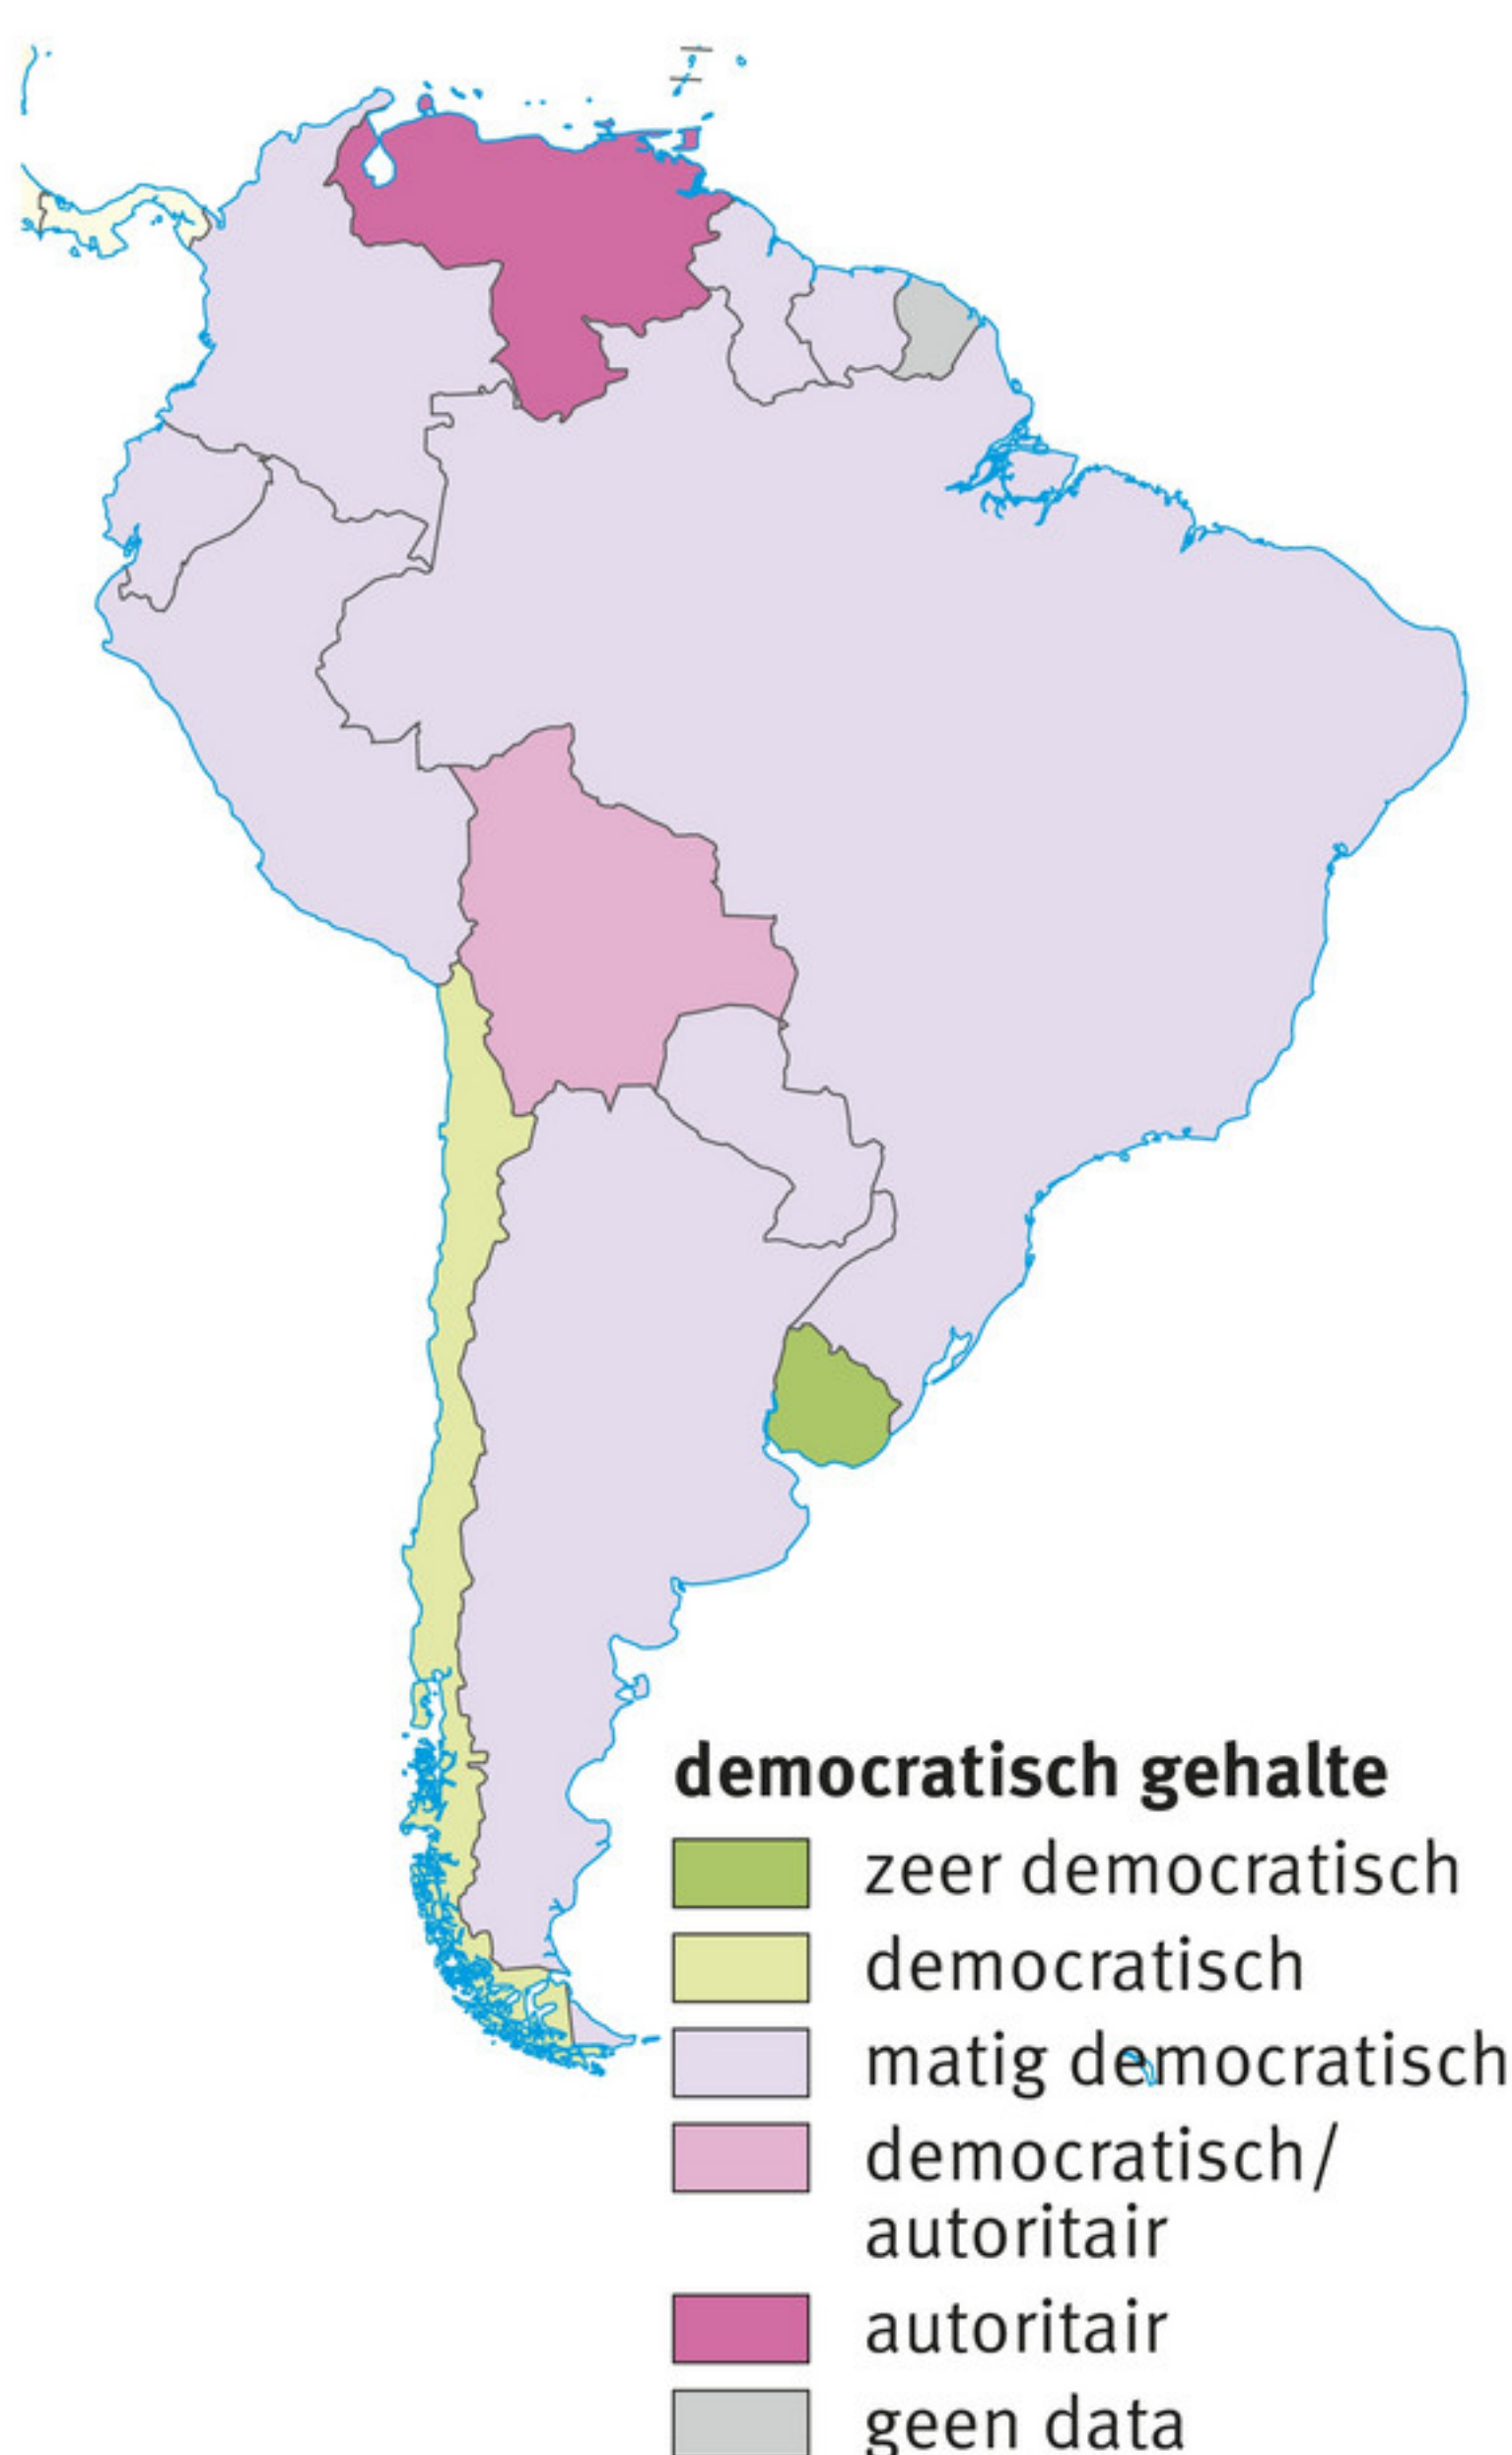 democratisch gehalte
zeer democratisch
democratisch
matig democratisch
democratisch/
autoritair
autoritair
geen data